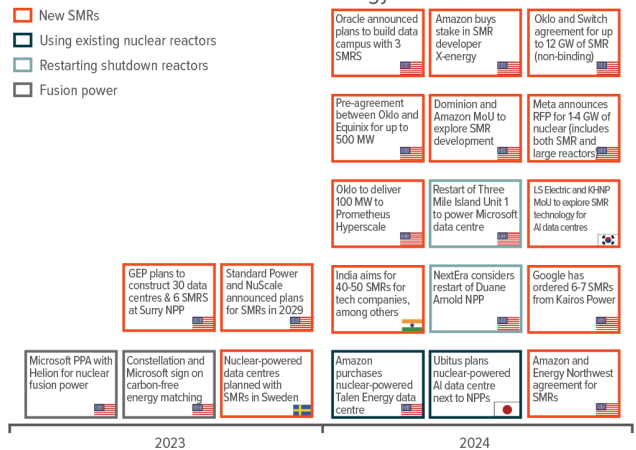 New SMRs
Using existing nuclear reactors
Restarting shutdown reactors
Fusion power
Oracle announced
plans to build data
campus with 3
SMRS
Amazon buys
stake in SMR
developer
X-energy
Oklo and Switch
agreement for up
to 12 GW of SMR
(non-binding)
Pre-agreement
between Oklo and
Equinix for up to
500 MW
Dominion and
Amazon MoU to
explore SMR
development
Meta announces
RFP for 1-4 GW of
nuclear (includes
both SMR and
large reactors)
Oklo to deliver
100 MW to
Prometheus
Hyperscale
Restart of Three
Mile Island Unit 1
to power Microsoft
data centre
LS Electric and KHNP
MoU to explore SMR
technology for
AI data centres
GEP plans to
construct 30 data
centres & 6 SMRS
at Surry NPP
Standard Power
and NuScale
announced plans
for SMRs in 2029
India aims for
40-50 SMRs for
tech companies,
among others
NextEra considers
restart of Duane
Arnold NPP
Google has
ordered 6-7 SMRs
from Kairos Power
Microsoft PPA with
Helion for nuclear
fusion power
Constellation and
Microsoft sign on
carbon-free
energy matching
Nuclear-powered
data centres
planned with
SMRs in Sweden
Amazon
purchases
nuclear-powered
Talen Energy data
centre
Ubitus plans
nuclear-powered
AI data centre
next to NPPs
Amazon and
Energy Northwest
agreement for
SMRs
2023
2024